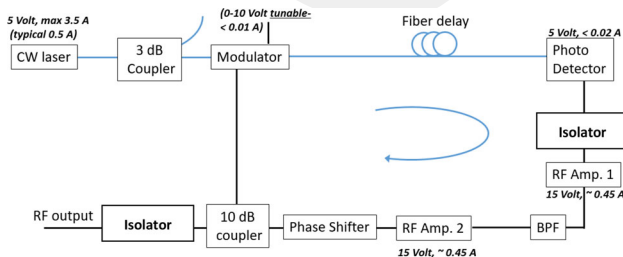 5 Volt, max 3.5 A
(typical 0.5 A)
CW laser
3 dB
Coupler
(0-10 Volt tunable-
< 0.01 A)
Modulator
Fiber delay
5 Volt, < 0.02 A
Photo
Detector
Isolator
RF Amp. 1
15 Volt, ~ 0.45 A
RF output
Isolator
10 dB
coupler
Phase Shifter
RF Amp. 2
15 Volt, ~ 0.45 A
BPF